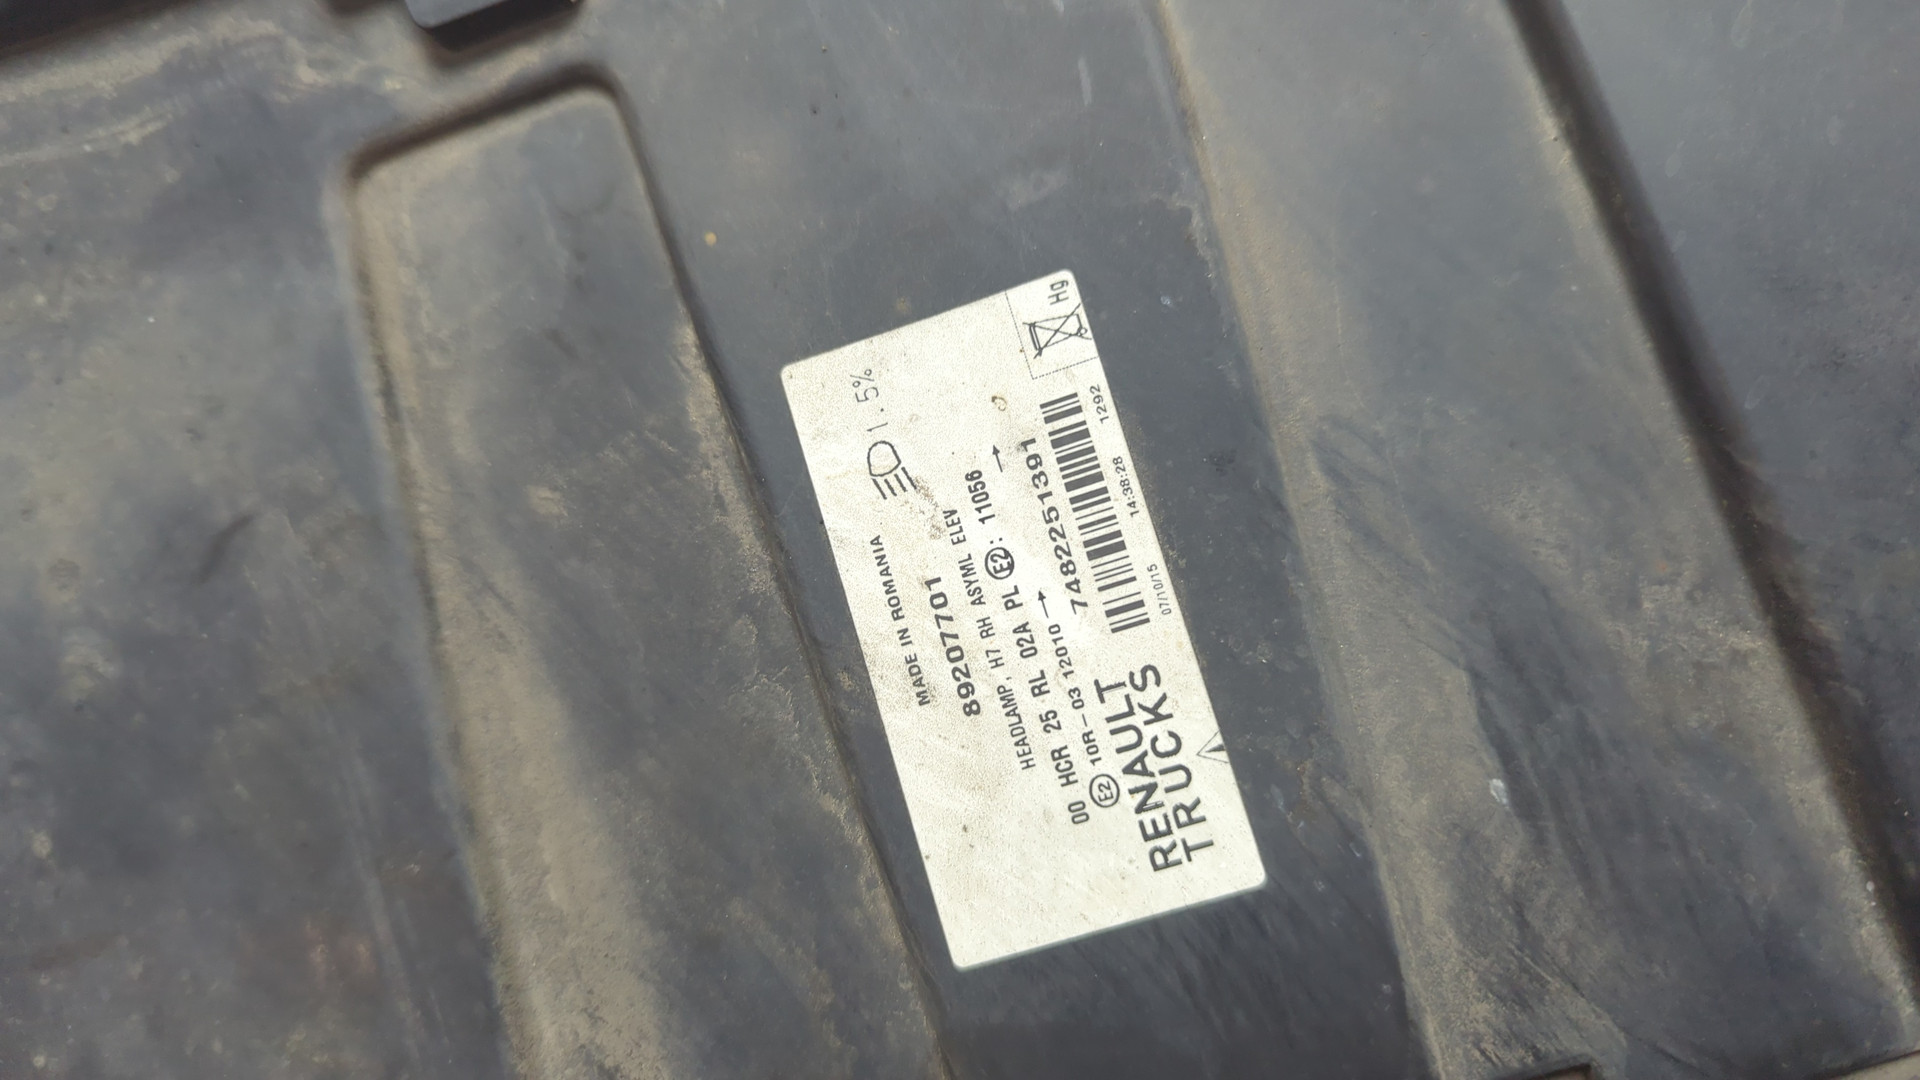 MADE IN ROMANIA
1.5%
89207701
HEADLAMP, H7 RH ASYML ELEV
00 HCR 25 RL 02A PL E2: 11056 →
E2 10R-03 12010 →
7482251391
RENAULT
TRUCKS
07/10/15 14:38:28 1292
Hg